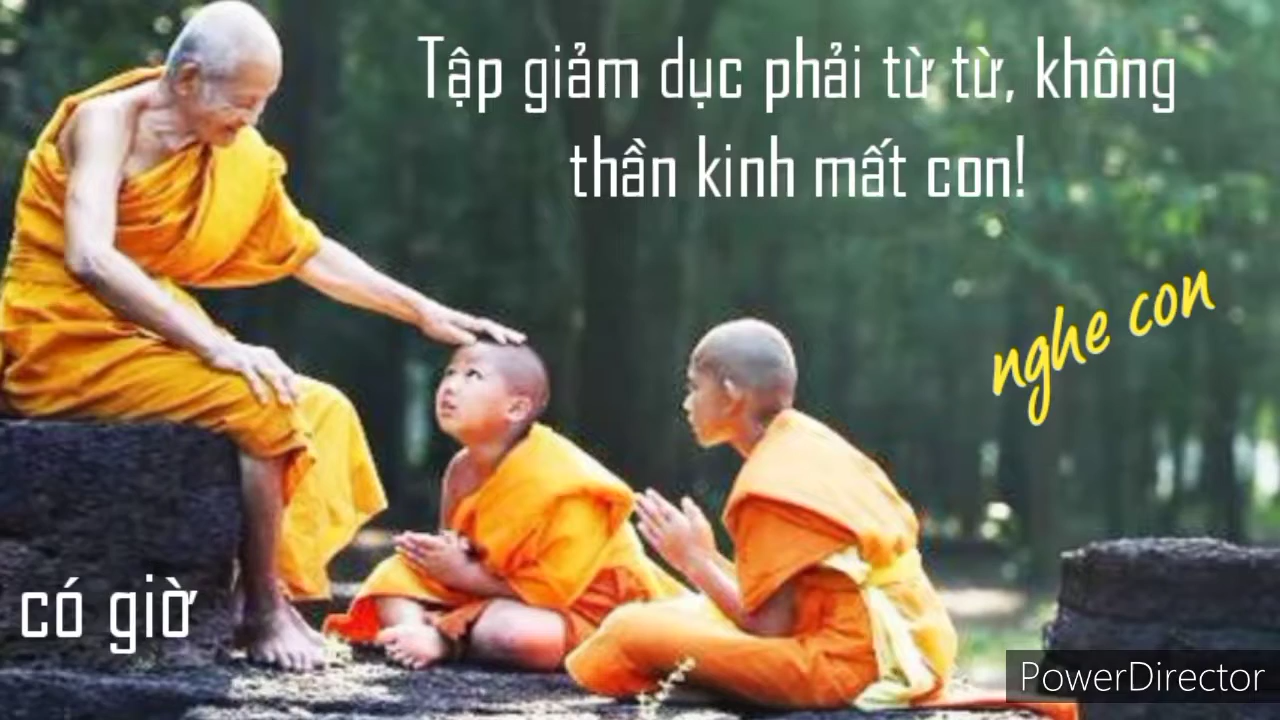 Tập giảm dục phải từ từ, không
thần kinh mất con!
nghe con
có giờ
PowerDirector